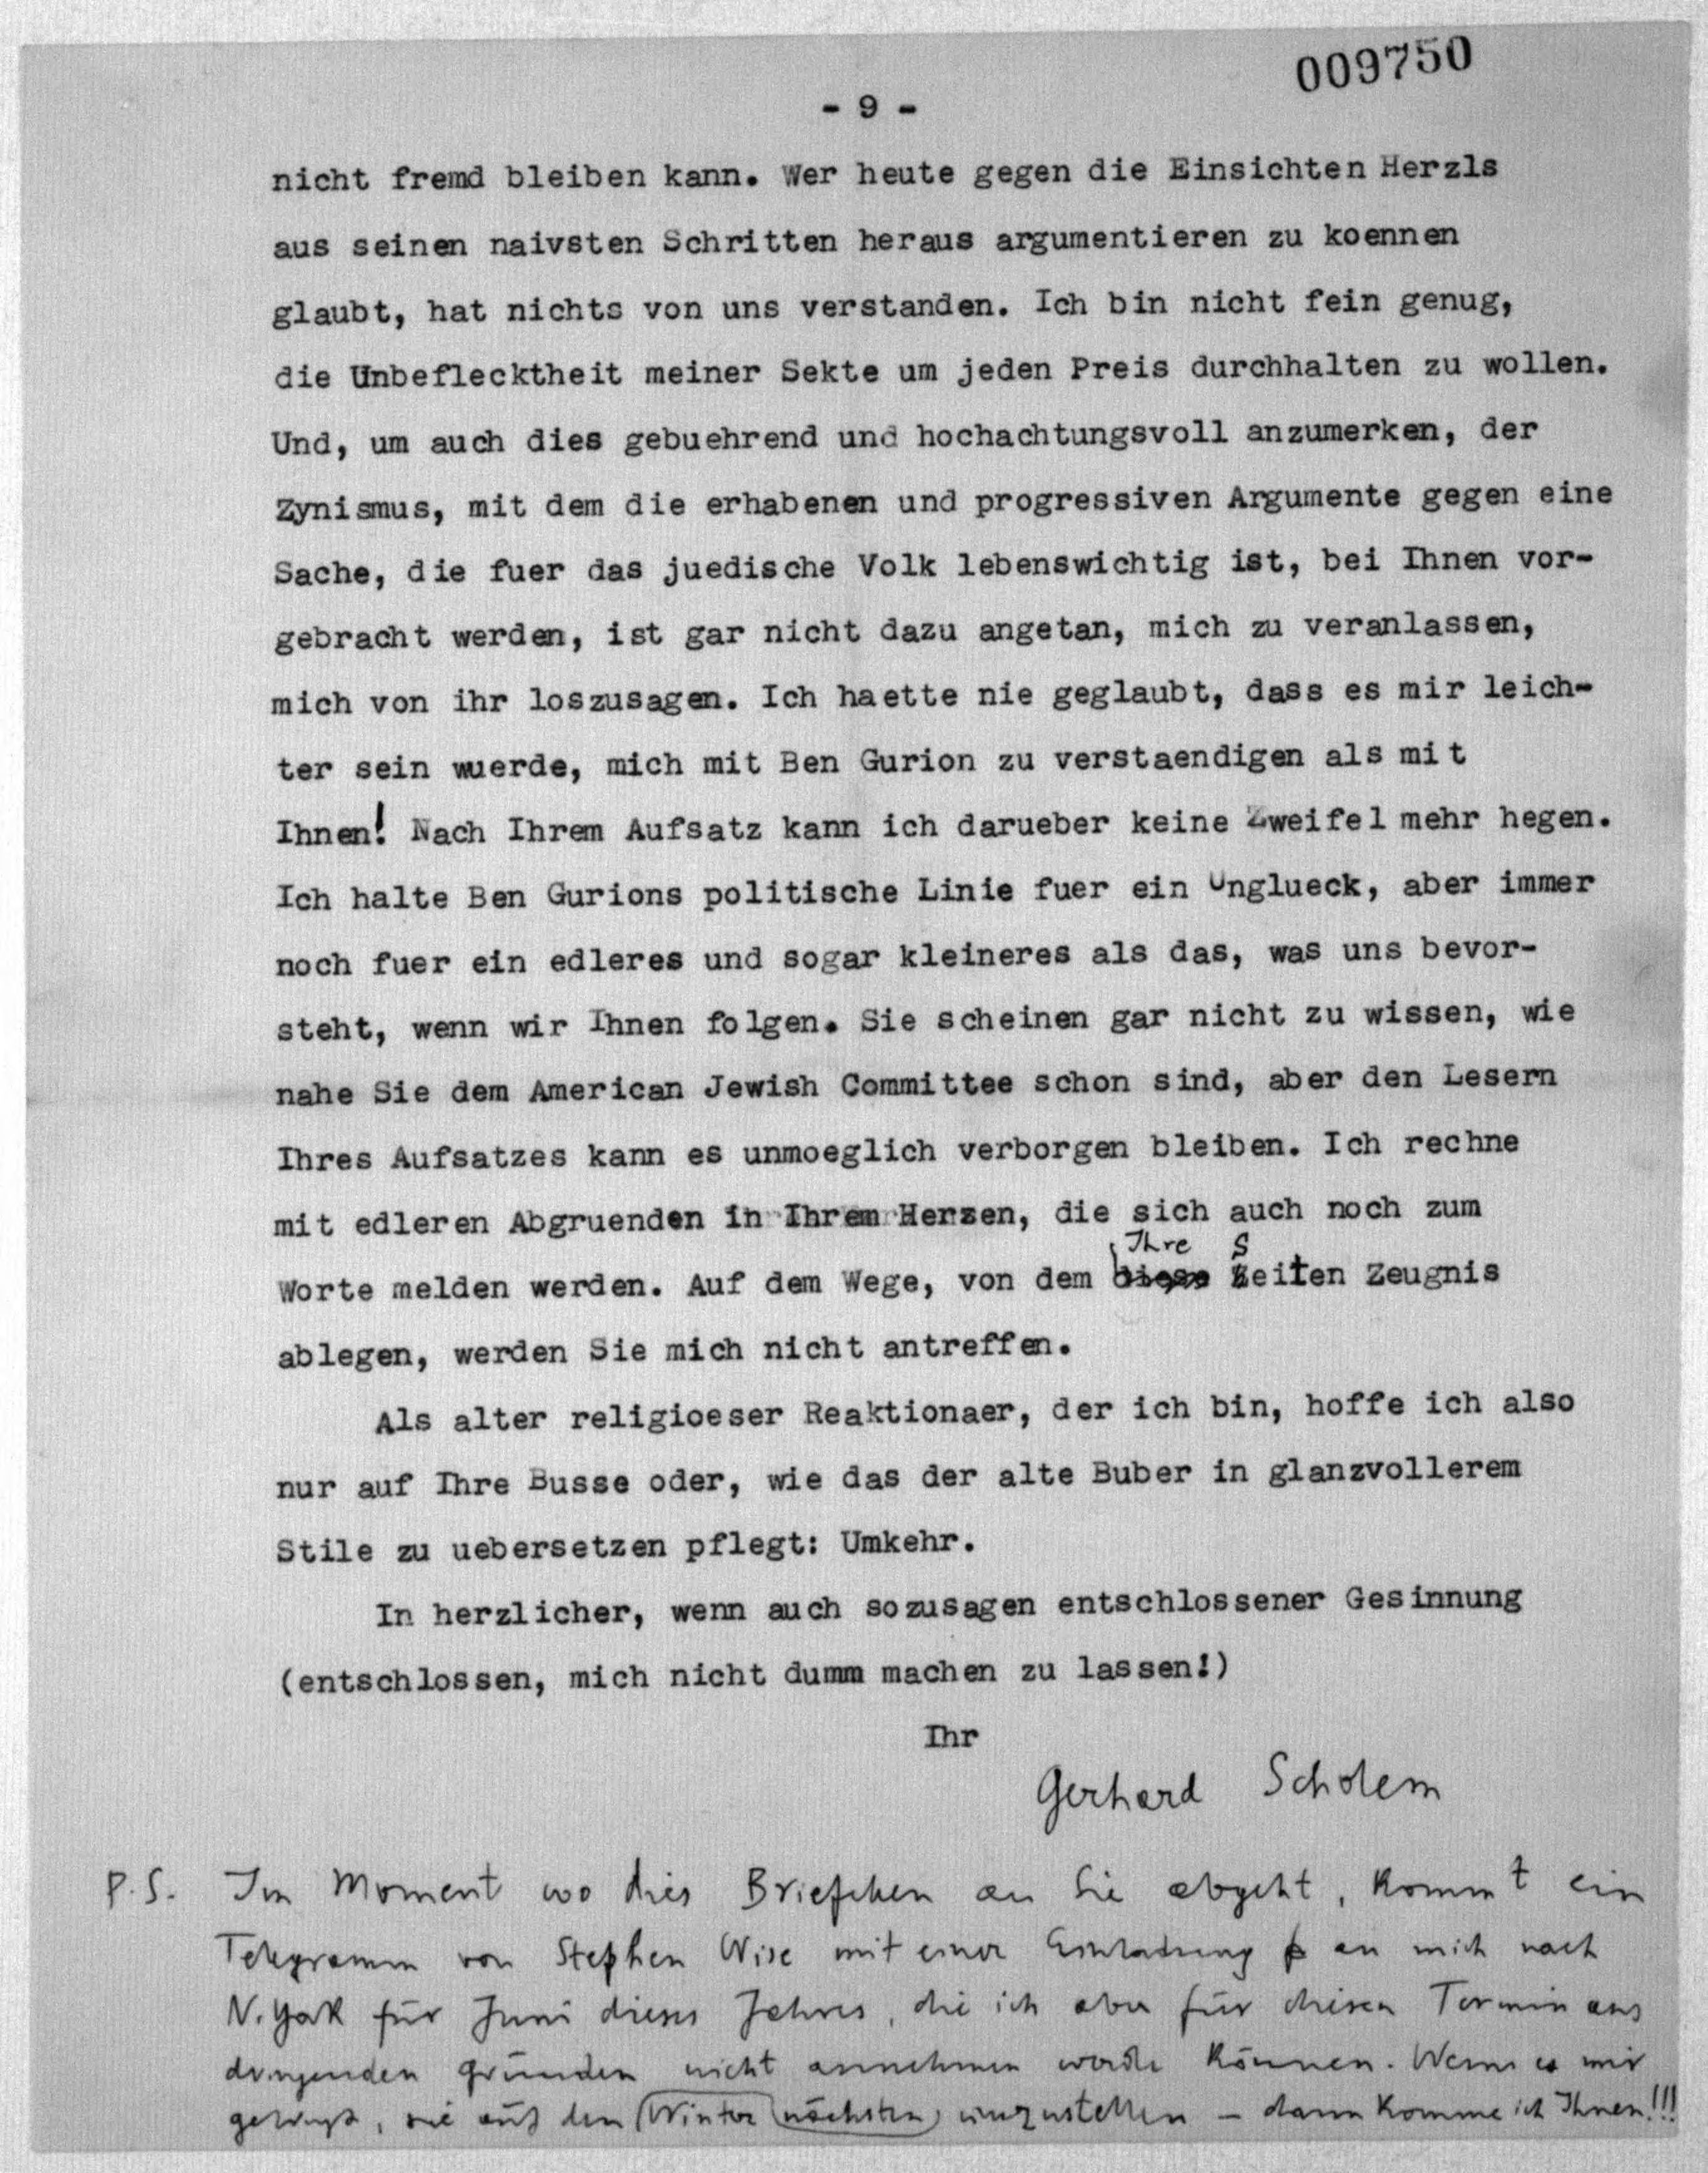 009750
- 9 -
nicht fremd bleiben kann. Wer heute gegen die Einsichten Herzls
aus seinen naivsten Schritten heraus argumentieren zu koennen
glaubt, hat nichts von uns verstanden. Ich bin nicht fein genug,
die Unbeflecktheit meiner Sekte um jeden Preis durchhalten zu wollen.
Und, um auch dies gebuehrend und hochachtungsvoll anzumerken, der
Zynismus, mit dem die erhabenen und progressiven Argumente gegen eine
Sache, die fuer das juedische Volk lebenswichtig ist, bei Ihnen vor-
gebracht werden, ist gar nicht dazu angetan, mich zu veranlassen,
mich von ihr loszusagen. Ich haette nie geglaubt, dass es mir leich-
ter sein wuerde, mich mit Ben Gurion zu verstaendigen als mit
Ihnen! Nach Ihrem Aufsatz kann ich darueber keine Zweifel mehr hegen.
Ich halte Ben Gurions politische Linie fuer ein Unglueck, aber immer
noch fuer ein edleres und sogar kleineres als das, was uns bevor-
steht, wenn wir Ihnen folgen. Sie scheinen gar nicht zu wissen, wie
nahe Sie dem American Jewish Committee schon sind, aber den Lesern
Ihres Aufsatzes kann es unmoeglich verborgen bleiben. Ich rechne
mit edleren Abgruenden in Ihrem Herzen, die sich auch noch zum
Worte melden werden. Auf dem Wege, von dem Ihre Seiten Zeugnis
ablegen, werden Sie mich nicht antreffen.
Als alter religioeser Reaktionaer, der ich bin, hoffe ich also
nur auf Ihre Busse oder, wie das der alte Buber in glanzvollerem
Stile zu uebersetzen pflegt: Umkehr.
In herzlicher, wenn auch sozusagen entschlossener Gesinnung
(entschlossen, mich nicht dumm machen zu lassen!)
Ihr
Gerhard Scholem
P.S. Im Moment wo dies Briefchen an Sie abgeht, kommt ein
Telegramm von Stephen Wise mit einer Einladung an mich nach
N.York für Juni dieses Jahres, die ich aber für diesen Termin aus
dringenden Gründen nicht annehmen werde können. Wenn es mir
gelingt, sie auf den Winter nächsten umzustellen – dann komme ich Ihnen!!!